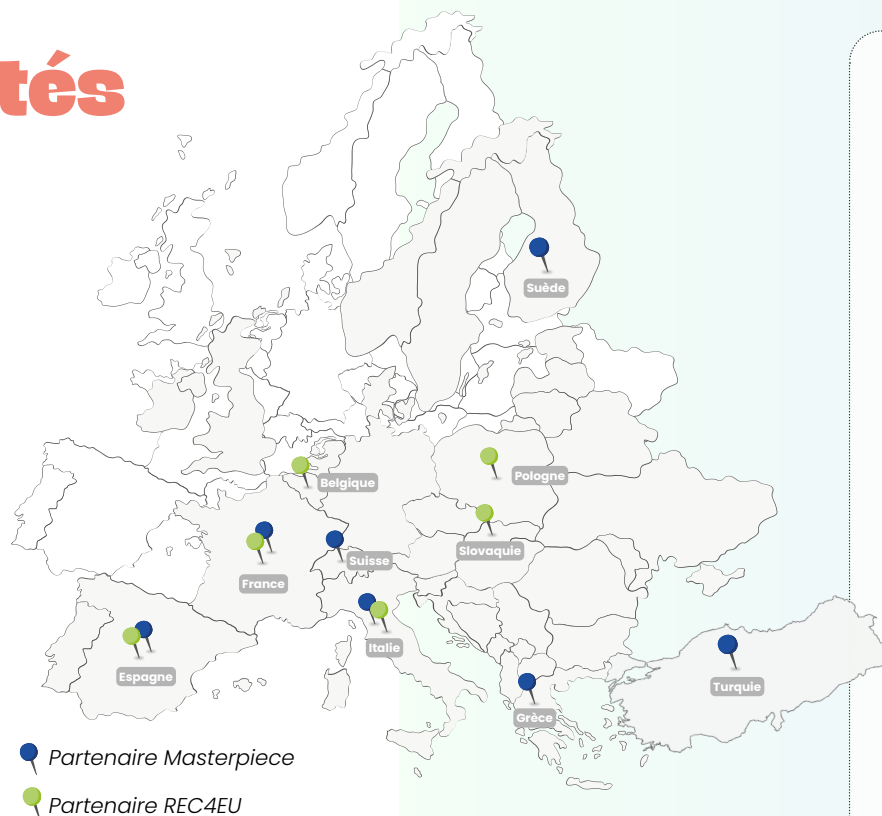 tés
Suède
Pologne
Belgique
Slovaquie
Suisse
France
Italie
Espagne
Turquie
Grèce
Partenaire Masterpiece
Partenaire REC4EU